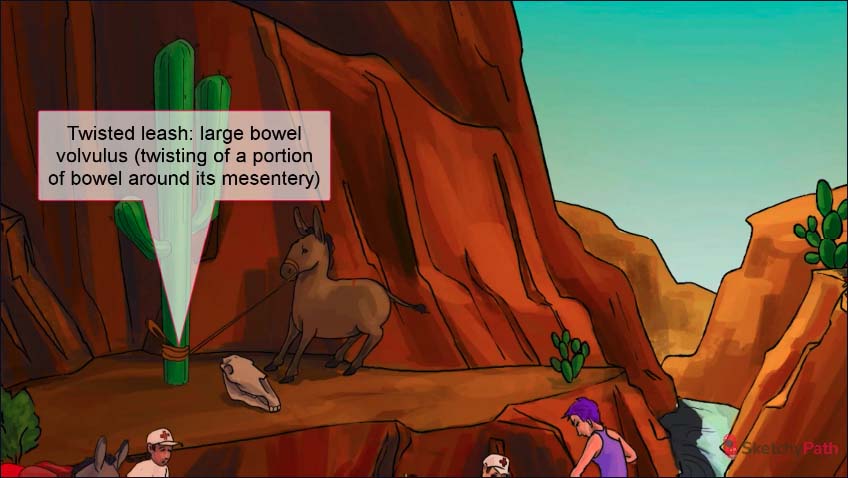 Twisted leash: large bowel
volvulus (twisting of a portion
of bowel around its mesentery)
SketchyPath